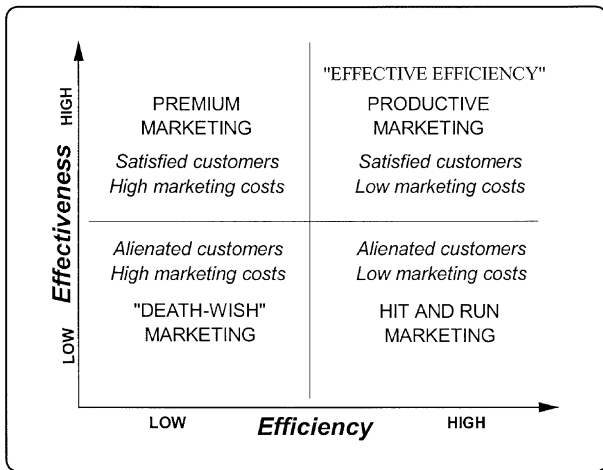 "EFFECTIVE EFFICIENCY"
PREMIUM
MARKETING
PRODUCTIVE
MARKETING
Satisfied customers
High marketing costs
Satisfied customers
Low marketing costs
Alienated customers
High marketing costs
Alienated customers
Low marketing costs
"DEATH-WISH"
MARKETING
HIT AND RUN
MARKETING
HIGH
Effectiveness
LOW
LOW
Efficiency
HIGH